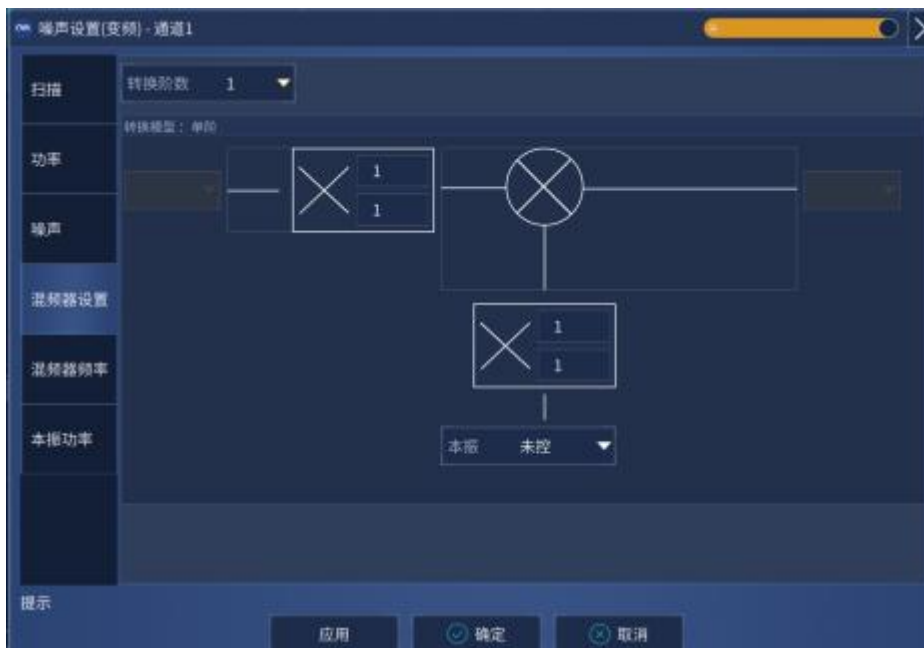 噪声设置(变频) - 通道1
扫描
功率
噪声
混频器设置
混频器频率
本振功率
转换阶数 1
转换模型: 单阶
1
1
1
1
本振 未控
提示
应用
确定
取消